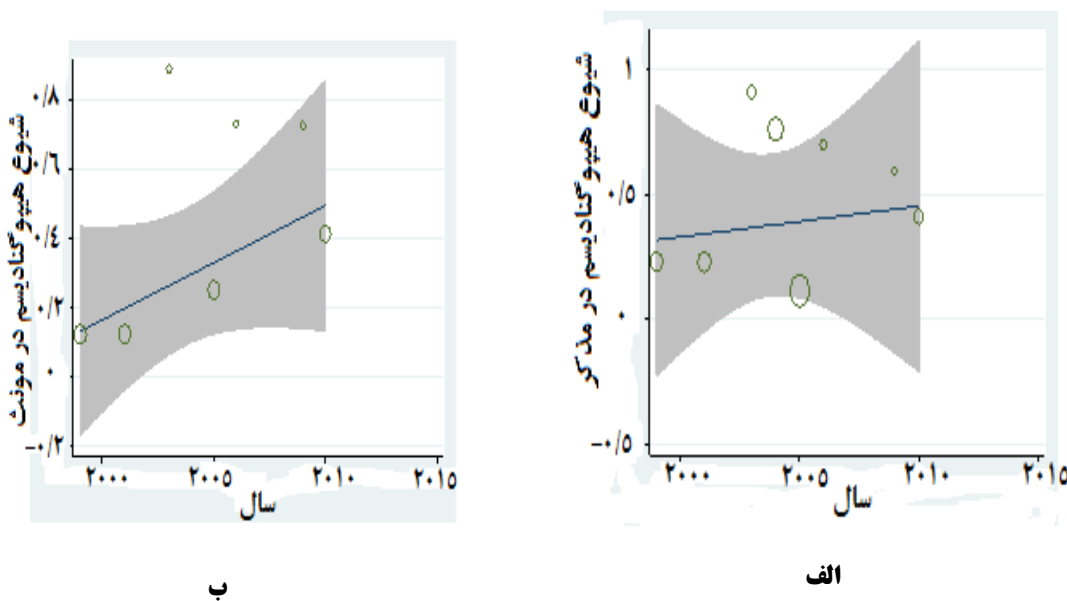 شیوع هیپوگنادیسم در مذکر
۱
۰/۵
۰
-۰/۵
۲۰۰۰ ۲۰۰۵ ۲۰۱۰ ۲۰۱۵
سال
الف
شیوع هیپوگنادیسم در مونث
۰/۸
۰/۶
۰/۴
۰/۲
۰
-۰/۲
۲۰۰۰ ۲۰۰۵ ۲۰۱۰ ۲۰۱۵
سال
ب